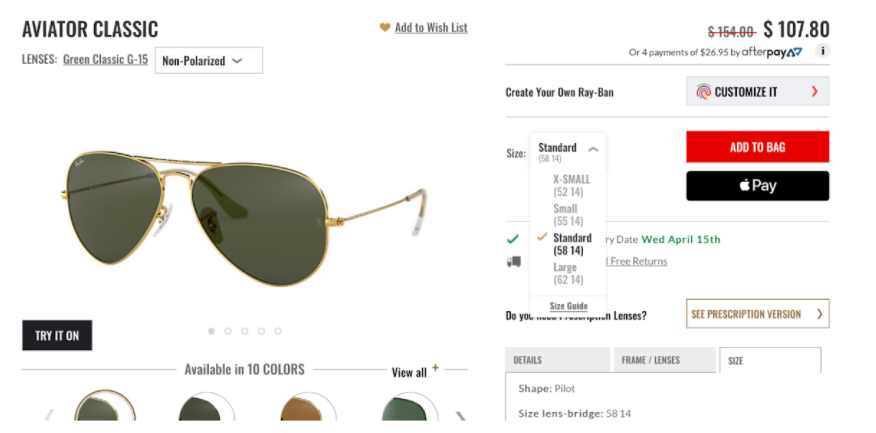 AVIATOR CLASSIC
Add to Wish List
LENSES: Green Classic G-15 Non-Polarized
$ 154.00 $ 107.80
Or 4 payments of $26.95 by afterpay i
Create Your Own Ray-Ban
CUSTOMIZE IT
Size: Standard
(58 14)
X-SMALL
(52 14)
Small
(55 14)
Standard
(58 14)
Large
(62 14)
Size Guide
ADD TO BAG
Pay
ry Date Wed April 15th
Free Returns
Do you need Prescription Lenses?
SEE PRESCRIPTION VERSION
TRY IT ON
Available in 10 COLORS
View all +
DETAILS
FRAME / LENSES
SIZE
Shape: Pilot
Size lens-bridge: 58 14